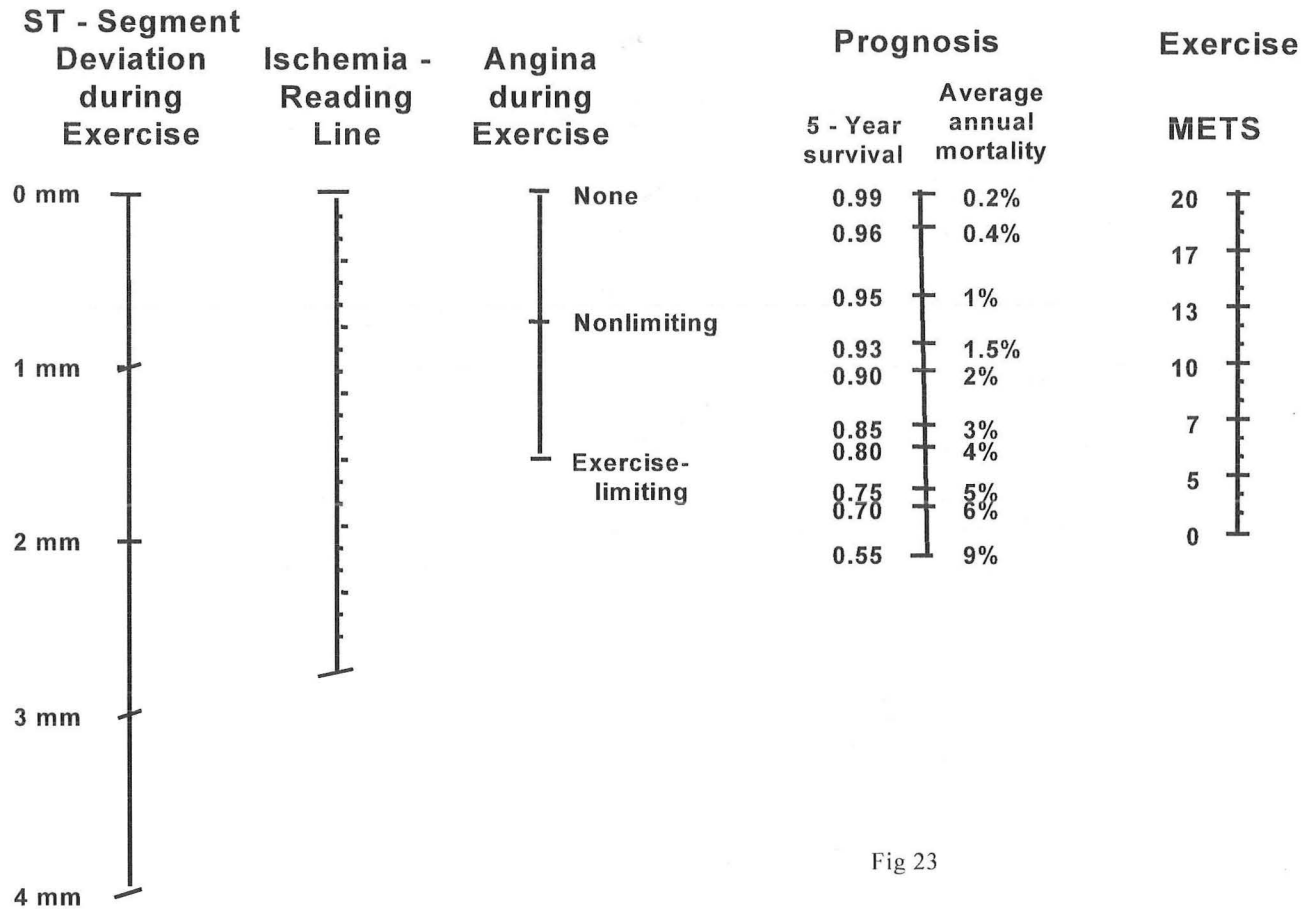 ST - Segment
Deviation
during
Exercise
Ischemia -
Reading
Line
Angina
during
Exercise
Prognosis
5 - Year
survival
Average
annual
mortality
Exercise
METS
0 mm
1 mm
2 mm
3 mm
4 mm
None
Nonlimiting
Exercise-
limiting
0.99 0.2%
0.96 0.4%
0.95 1%
0.93 1.5%
0.90 2%
0.85 3%
0.80 4%
0.75 5%
0.70 6%
0.55 9%
20
17
13
10
7
5
0
Fig 23